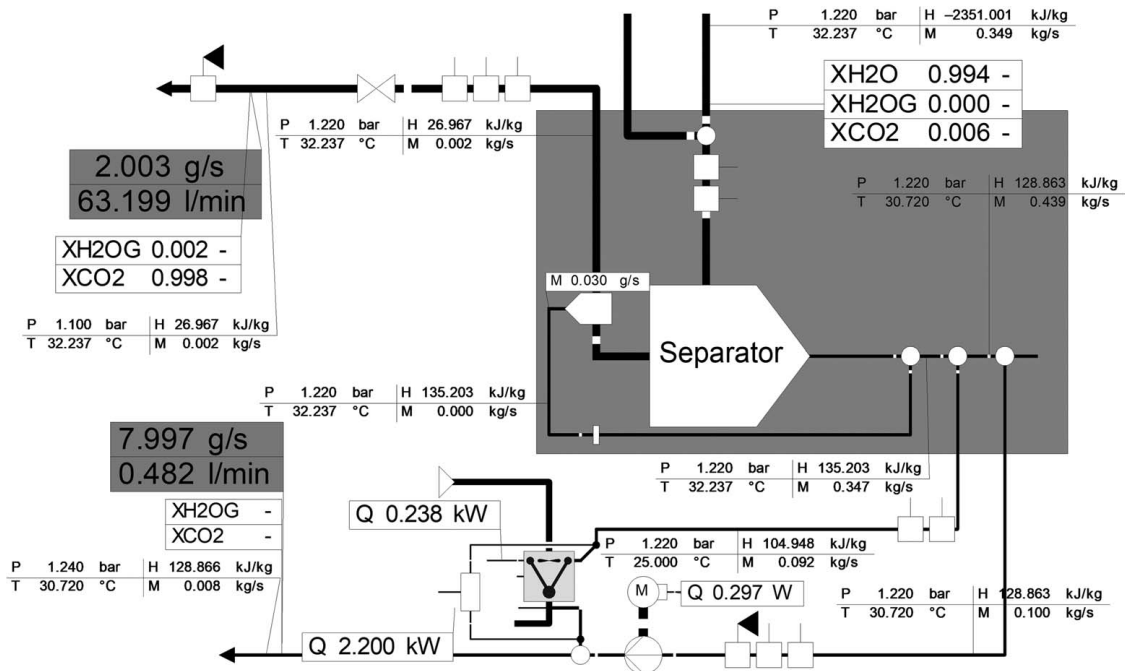 P 1.220 bar H –2351.001 kJ/kg
T 32.237 °C M 0.349 kg/s
XH2O 0.994 -
XH2OG 0.000 -
XCO2 0.006 -
P 1.220 bar H 26.967 kJ/kg
T 32.237 °C M 0.002 kg/s
2.003 g/s
63.199 l/min
P 1.220 bar H 128.863 kJ/kg
T 30.720 °C M 0.439 kg/s
XH2OG 0.002 -
XCO2 0.998 -
M 0.030 g/s
P 1.100 bar H 26.967 kJ/kg
T 32.237 °C M 0.002 kg/s
Separator
P 1.220 bar H 135.203 kJ/kg
T 32.237 °C M 0.000 kg/s
7.997 g/s
0.482 l/min
P 1.220 bar H 135.203 kJ/kg
T 32.237 °C M 0.347 kg/s
XH2OG -
XCO2 -
Q 0.238 kW
P 1.220 bar H 104.948 kJ/kg
T 25.000 °C M 0.092 kg/s
P 1.240 bar H 128.866 kJ/kg
T 30.720 °C M 0.008 kg/s
M
Q 0.297 W
P 1.220 bar H 128.863 kJ/kg
T 30.720 °C M 0.100 kg/s
Q 2.200 kW